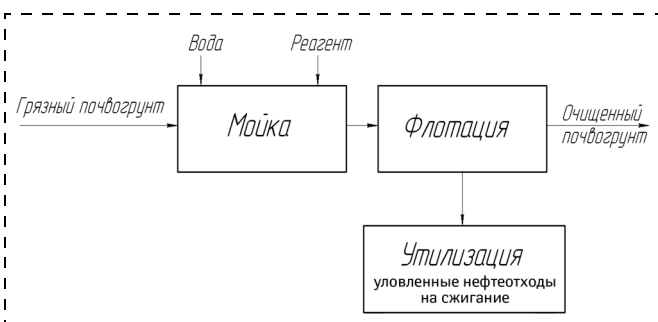 Вода
Реагент
Грязный почвогрунт
Мойка
Флотация
Очищенный
почвогрунт
Утилизация
уловленные нефтеотходы
на сжигание